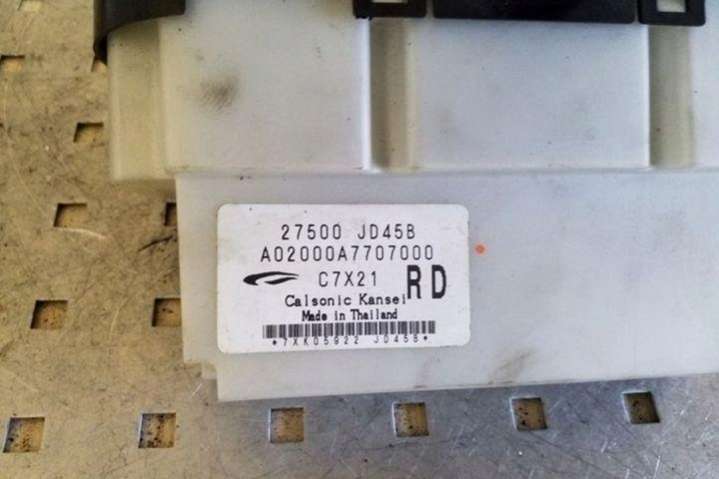 27500 JD45B
A02000A7707000
C7X21 RD
Calsonic Kansei
Made in Thailand
*7XK05922 JD45B*